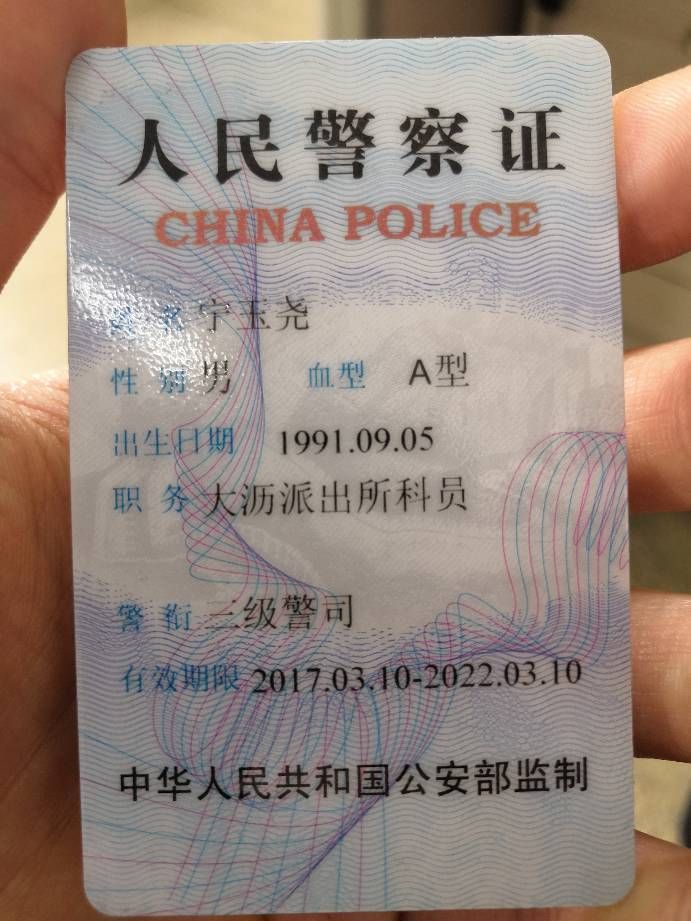 人民警察证
CHINA POLICE
姓 名 宁玉尧
性 别 男 血型 A型
出生日期 1991.09.05
职 务 大沥派出所科员
警 衔 三级警司
有效期限 2017.03.10-2022.03.10
中华人民共和国公安部监制